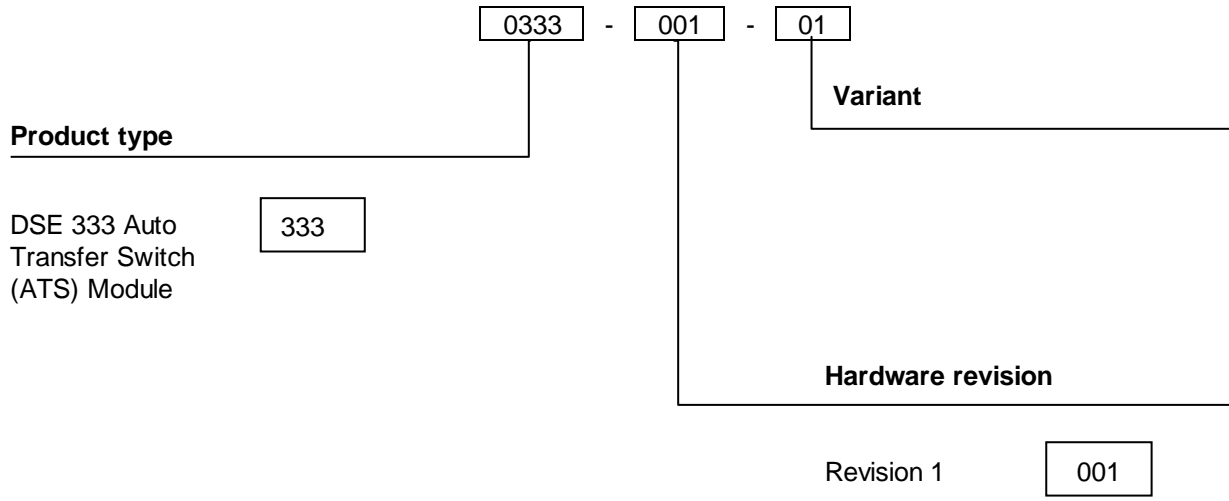 0333 - 001 - 01
Variant
Product type
DSE 333 Auto
Transfer Switch
(ATS) Module
333
Hardware revision
Revision 1 001